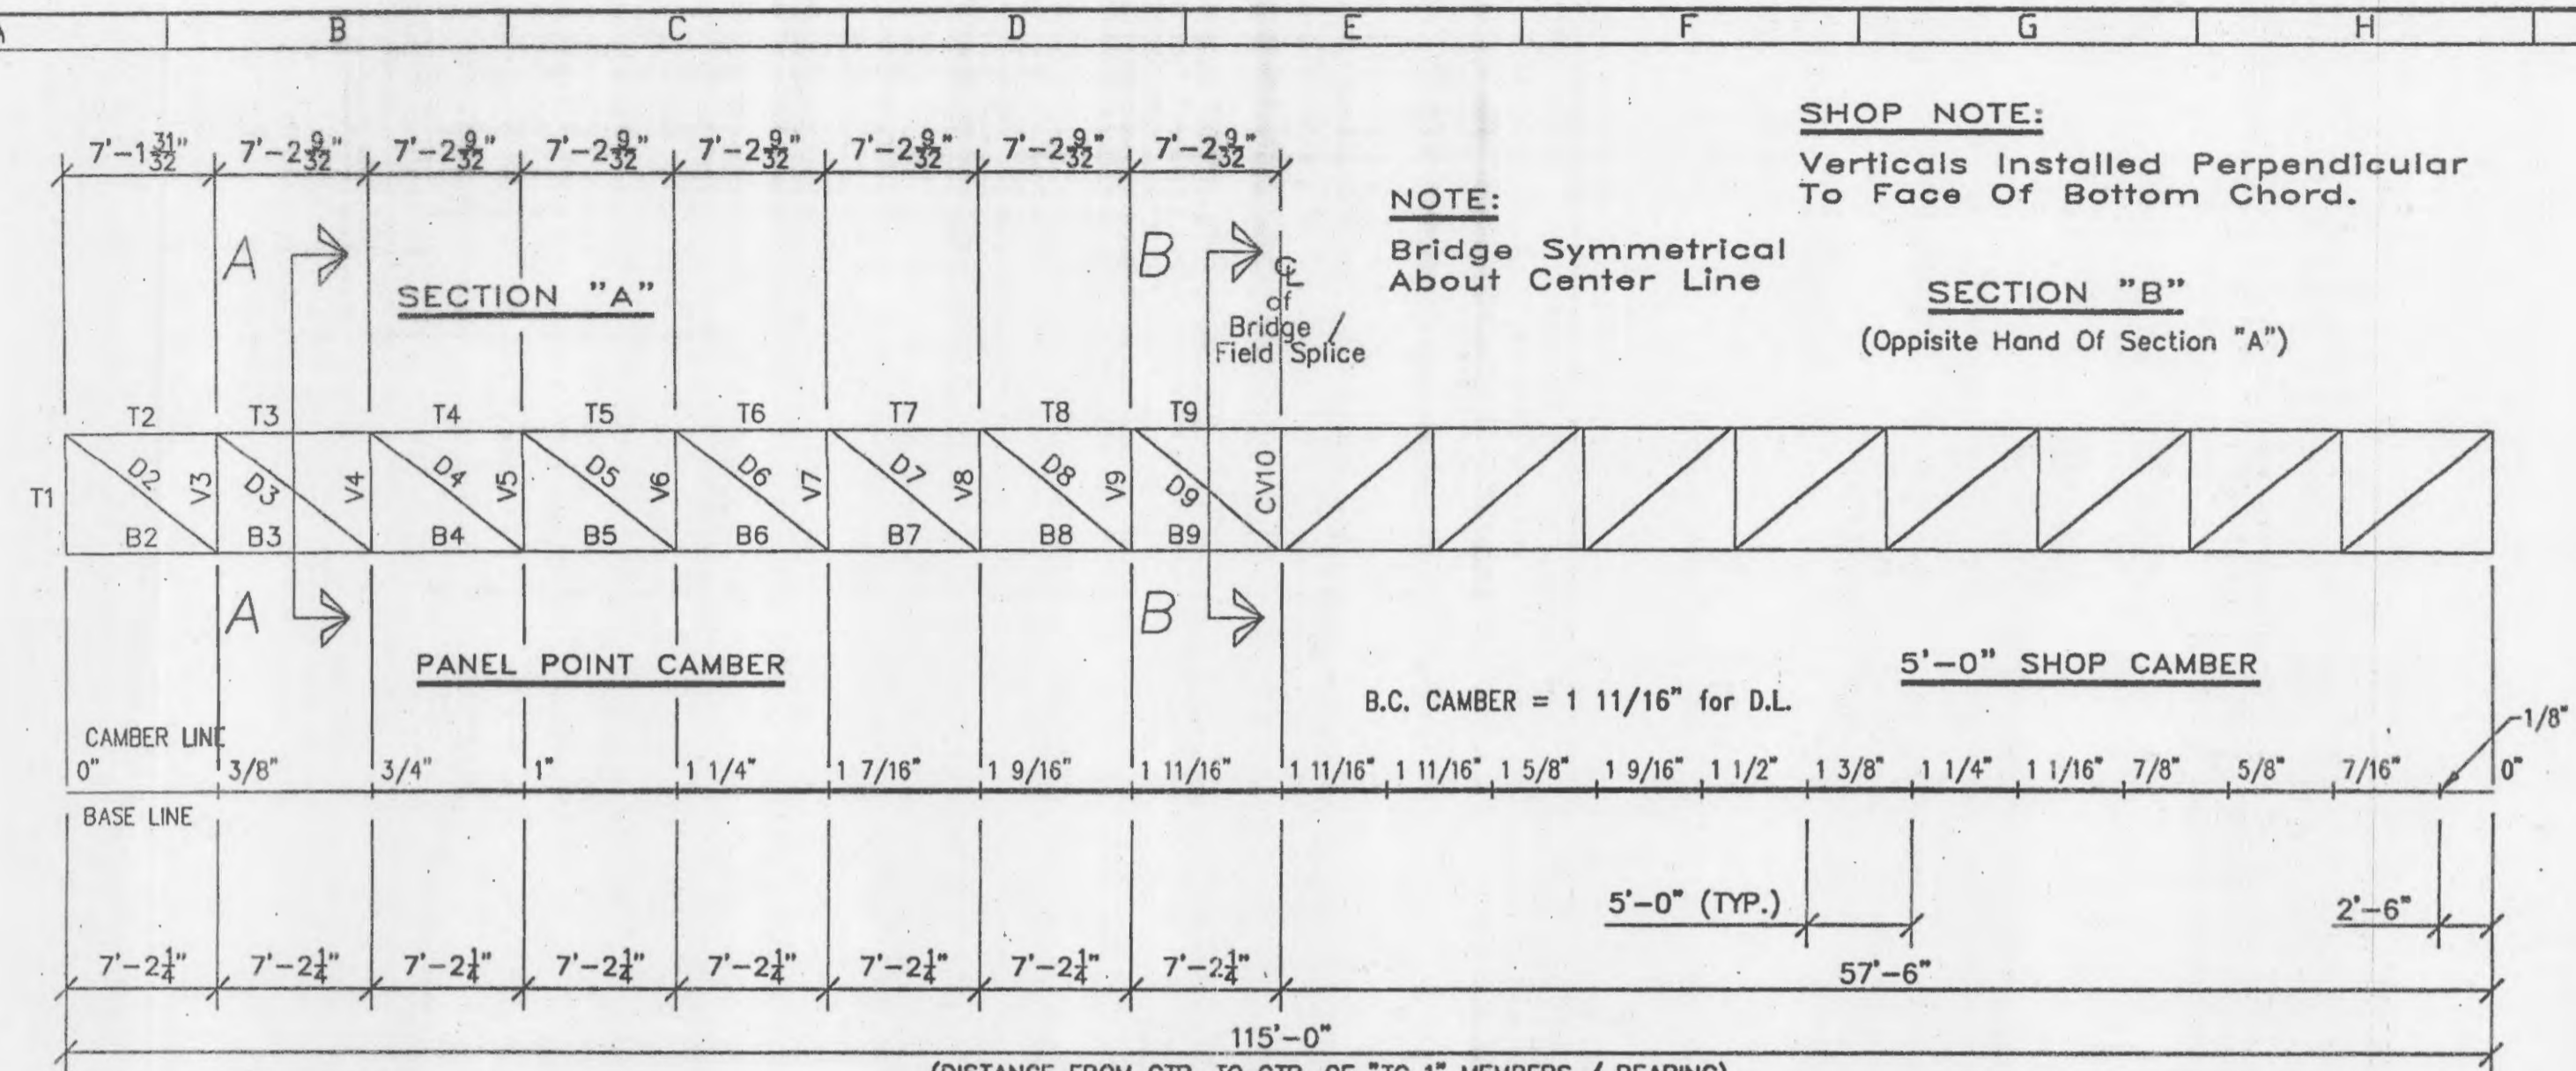 A B C D E F G H
7'-1 31/32" 7'-2 9/32" 7'-2 9/32" 7'-2 9/32" 7'-2 9/32" 7'-2 9/32" 7'-2 9/32" 7'-2 9/32"
SHOP NOTE:
Verticals Installed Perpendicular
To Face Of Bottom Chord.
NOTE:
Bridge Symmetrical
About Center Line
A
SECTION "A"
B
℄
of
Bridge /
Field Splice
SECTION "B"
(Oppisite Hand Of Section "A")
T2 T3 T4 T5 T6 T7 T8 T9
T1 D2 V3 D3 V4 D4 V5 D5 V6 D6 V7 D7 V8 D8 V9 D9 CV10
B2 B3 B4 B5 B6 B7 B8 B9
A B
PANEL POINT CAMBER
5'-0" SHOP CAMBER
B.C. CAMBER = 1 11/16" for D.L.
1/8"
CAMBER LINE
0" 3/8" 3/4" 1" 1 1/4" 1 7/16" 1 9/16" 1 11/16" 1 11/16" 1 11/16" 1 5/8" 1 9/16" 1 1/2" 1 3/8" 1 1/4" 1 1/16" 7/8" 5/8" 7/16" 0"
BASE LINE
5'-0" (TYP.) 2'-6"
7'-2 1/4" 7'-2 1/4" 7'-2 1/4" 7'-2 1/4" 7'-2 1/4" 7'-2 1/4" 7'-2 1/4" 7'-2 1/4" 57'-6"
115'-0"
(DISTANCE FROM CTR. TO CTR. OF "TO 1" MEMBERS / BEARING)